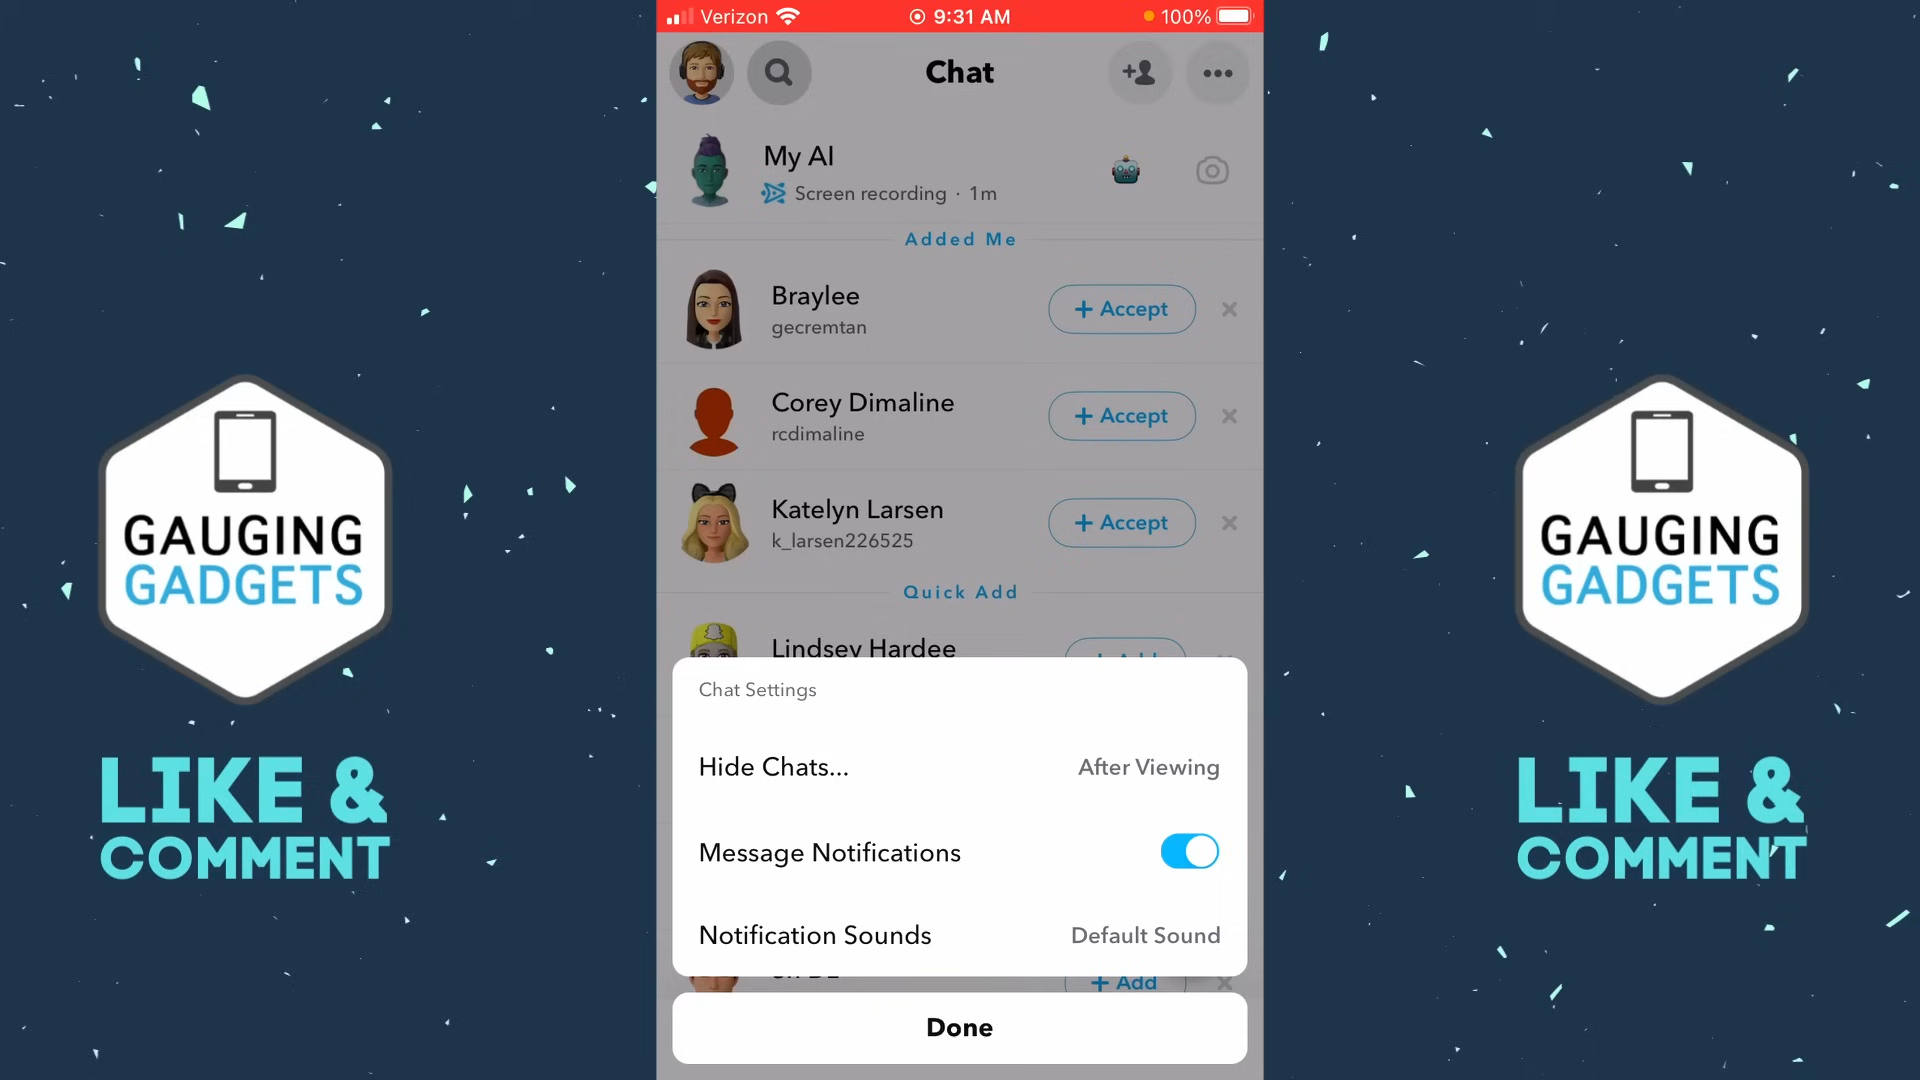 Verizon 9:31 AM 100%
Chat
My AI
Screen recording · 1m
Added Me
Braylee
gecremtan
+ Accept
Corey Dimaline
rcdimaline
+ Accept
Katelyn Larsen
k_larsen226525
+ Accept
Quick Add
Lindsey Hardee
+ Add
Chat Settings
Hide Chats... After Viewing
Message Notifications
Notification Sounds Default Sound
+ Add
Done
GAUGING
GADGETS
LIKE &
COMMENT
GAUGING
GADGETS
LIKE &
COMMENT